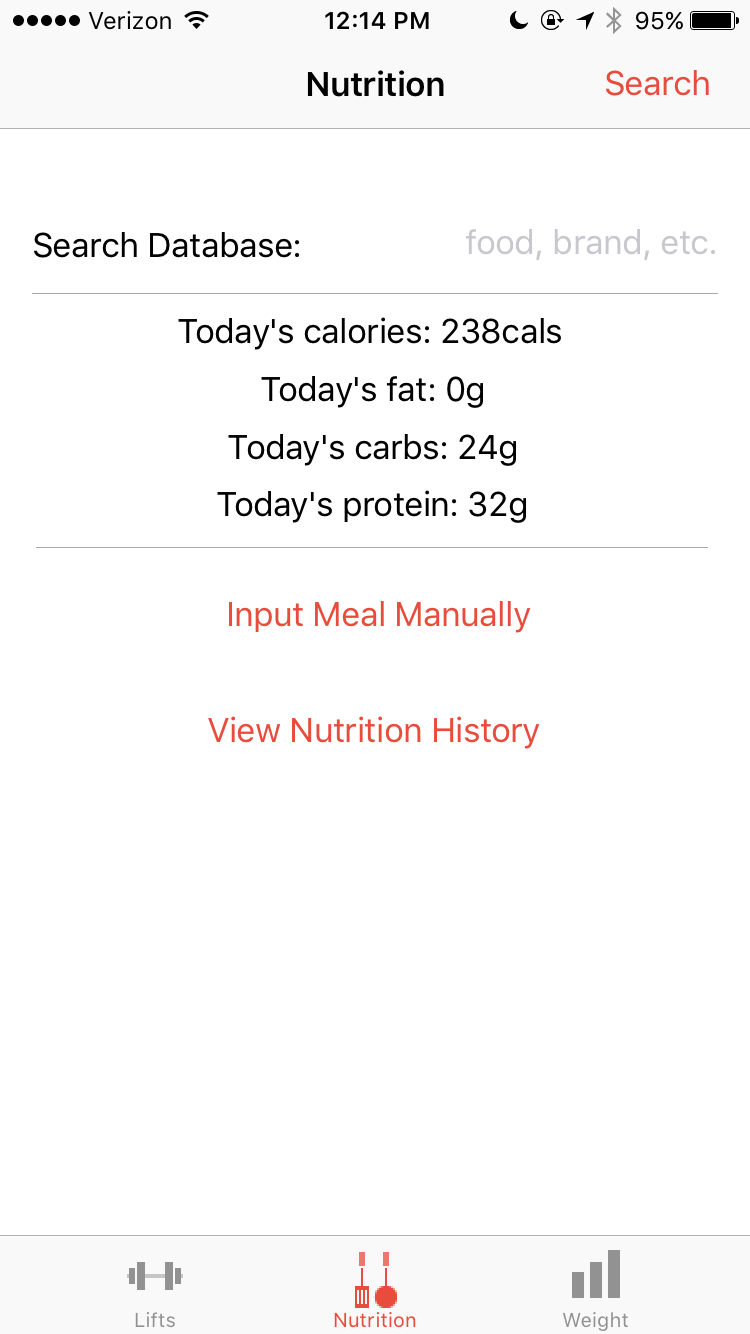 Verizon 12:14 PM 95%
Nutrition Search
Search Database: food, brand, etc.
Today's calories: 238cals
Today's fat: 0g
Today's carbs: 24g
Today's protein: 32g
Input Meal Manually
View Nutrition History
Lifts Nutrition Weight